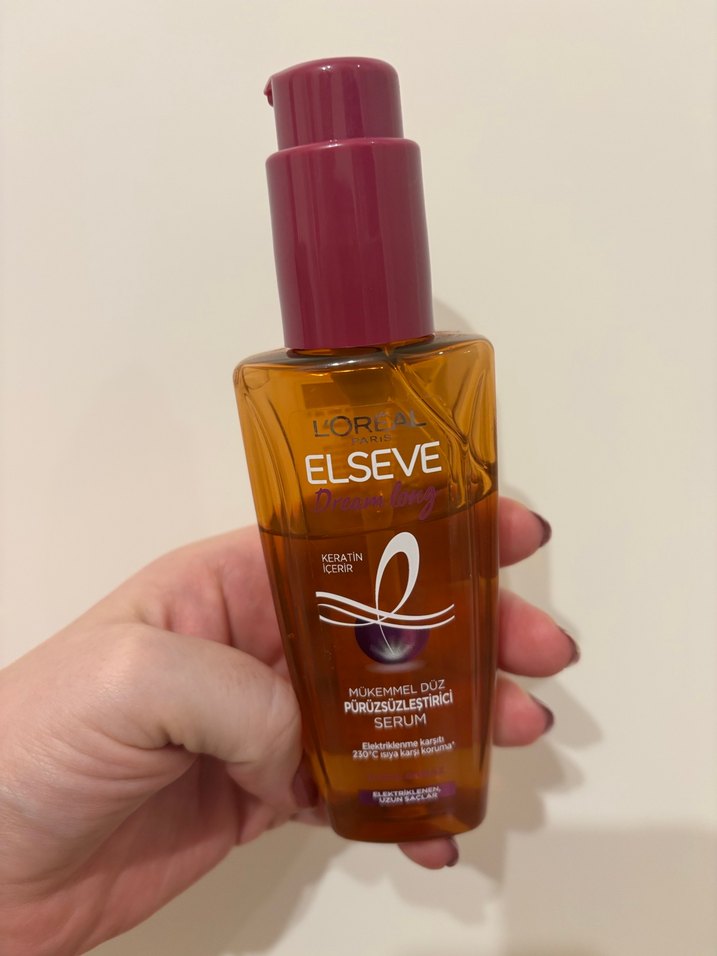 L'ORÉAL
PARİS
ELSEVE
Dream long
KERATİN
İÇERİR
MÜKEMMEL DÜZ
PÜRÜZSÜZLEŞTİRİCİ
SERUM
Elektriklenme karşıtı
230°C ısıya karşı koruma*
ELEKTRİKLENEN,
UZUN SAÇLAR